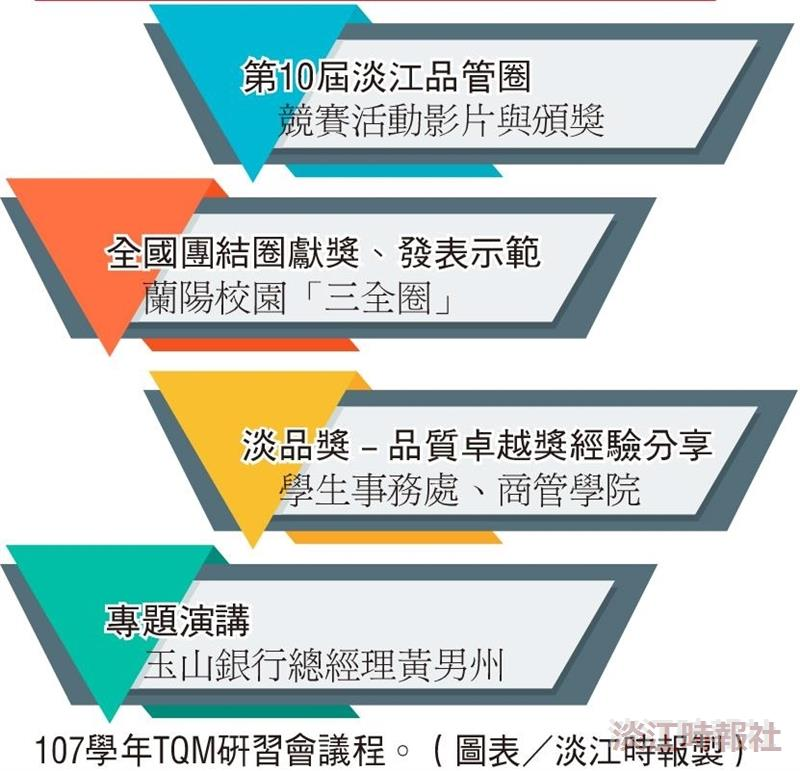 第10屆淡江品管圈
競賽活動影片與頒獎
全國團結圈獻獎、發表示範
蘭陽校園「三全圈」
淡品獎－品質卓越獎經驗分享
學生事務處、商管學院
專題演講
玉山銀行總經理黃男州
淡江時報社
107學年TQM研習會議程。（圖表／淡江時報製）